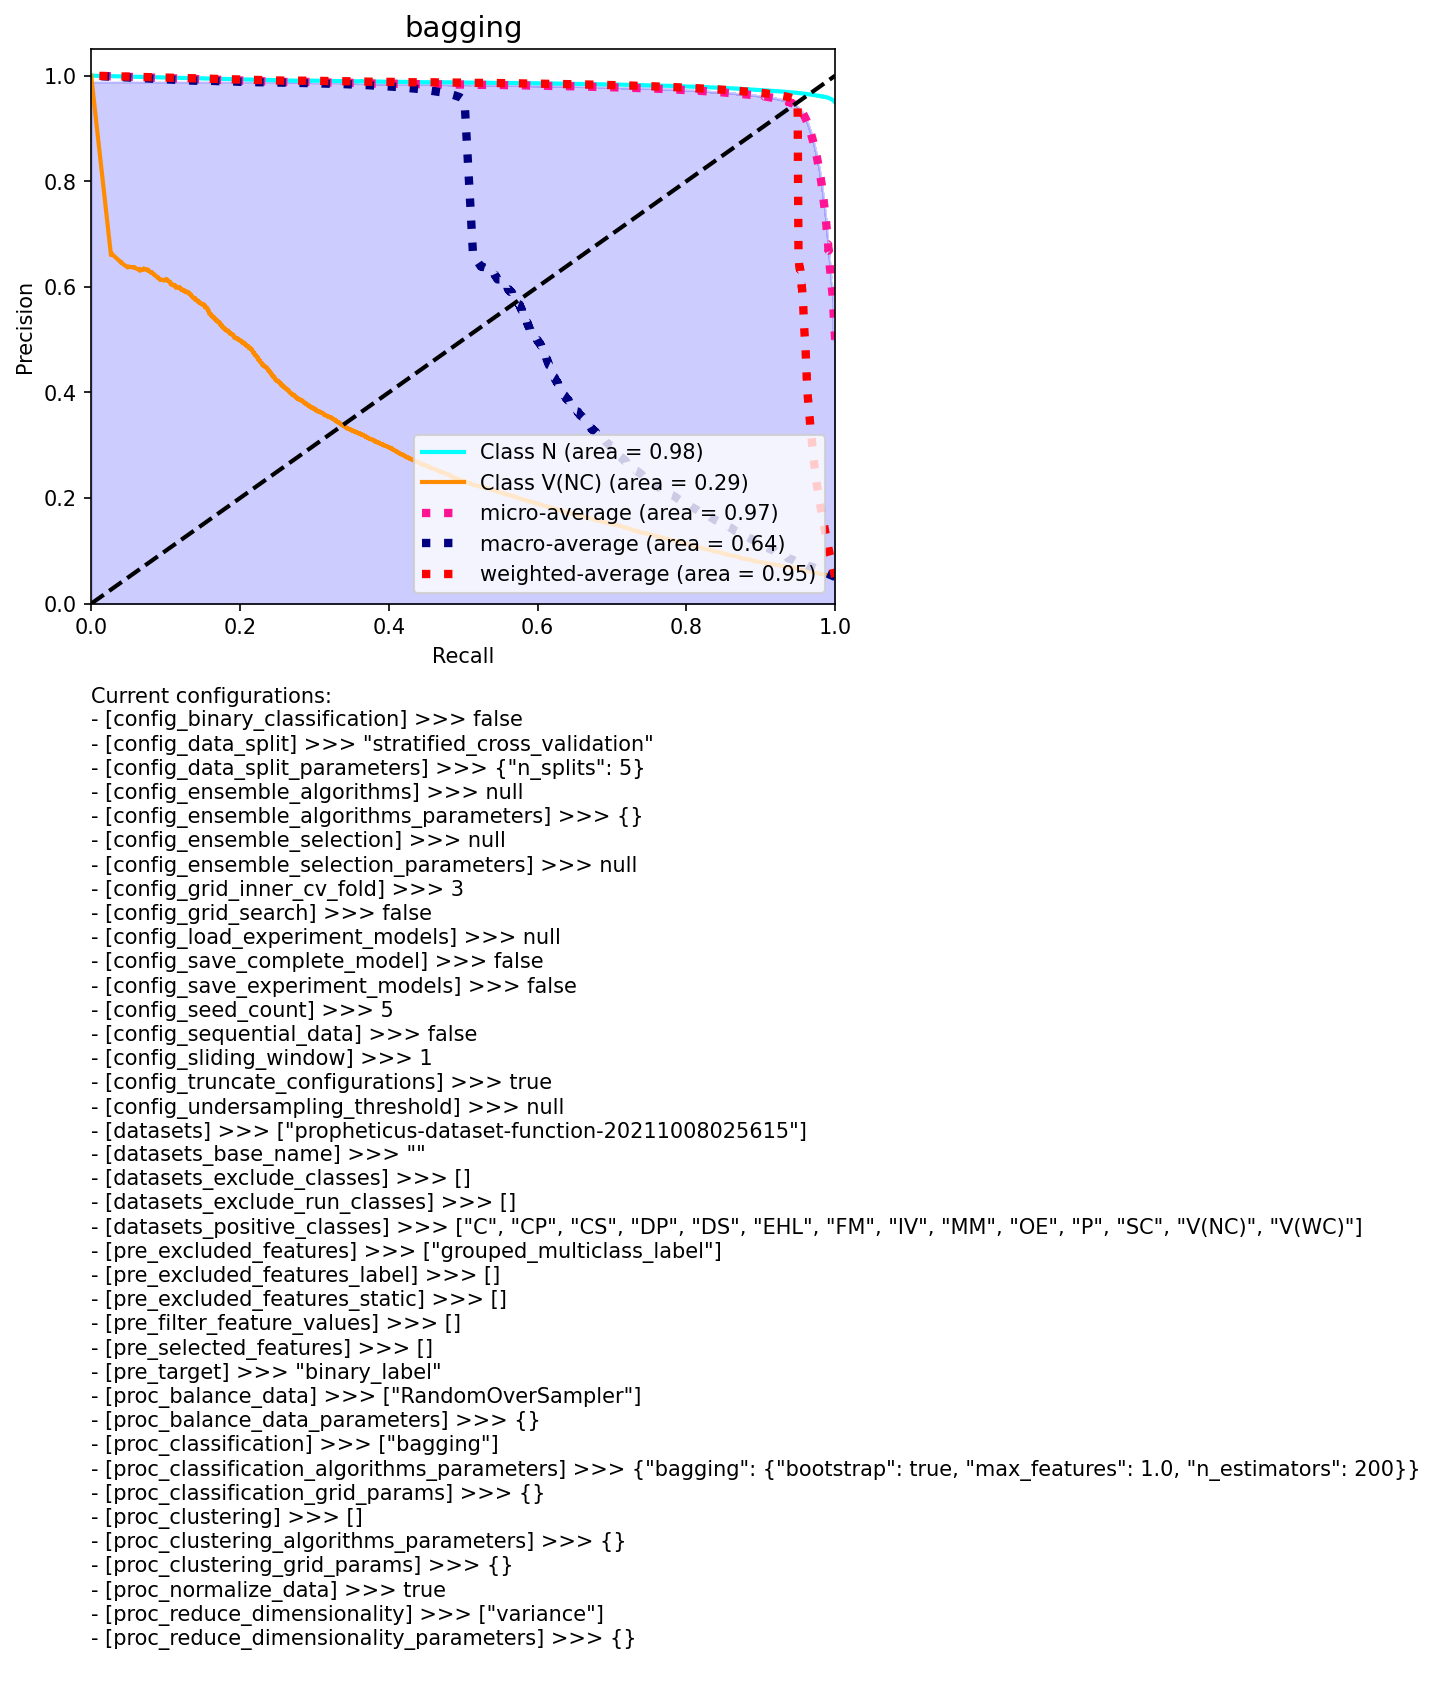 bagging
1.0
0.8
0.6
0.4
0.2
0.0
Precision
0.0 0.2 0.4 0.6 0.8 1.0
Recall
Class N (area = 0.98)
Class V(NC) (area = 0.29)
micro-average (area = 0.97)
macro-average (area = 0.64)
weighted-average (area = 0.95)
Current configurations:
- [config_binary_classification] >>> false
- [config_data_split] >>> "stratified_cross_validation"
- [config_data_split_parameters] >>> {"n_splits": 5}
- [config_ensemble_algorithms] >>> null
- [config_ensemble_algorithms_parameters] >>> {}
- [config_ensemble_selection] >>> null
- [config_ensemble_selection_parameters] >>> null
- [config_grid_inner_cv_fold] >>> 3
- [config_grid_search] >>> false
- [config_load_experiment_models] >>> null
- [config_save_complete_model] >>> false
- [config_save_experiment_models] >>> false
- [config_seed_count] >>> 5
- [config_sequential_data] >>> false
- [config_sliding_window] >>> 1
- [config_truncate_configurations] >>> true
- [config_undersampling_threshold] >>> null
- [datasets] >>> ["propheticus-dataset-function-20211008025615"]
- [datasets_base_name] >>> ""
- [datasets_exclude_classes] >>> []
- [datasets_exclude_run_classes] >>> []
- [datasets_positive_classes] >>> ["C", "CP", "CS", "DP", "DS", "EHL", "FM", "IV", "MM", "OE", "P", "SC", "V(NC)", "V(WC)"]
- [pre_excluded_features] >>> ["grouped_multiclass_label"]
- [pre_excluded_features_label] >>> []
- [pre_excluded_features_static] >>> []
- [pre_filter_feature_values] >>> []
- [pre_selected_features] >>> []
- [pre_target] >>> "binary_label"
- [proc_balance_data] >>> ["RandomOverSampler"]
- [proc_balance_data_parameters] >>> {}
- [proc_classification] >>> ["bagging"]
- [proc_classification_algorithms_parameters] >>> {"bagging": {"bootstrap": true, "max_features": 1.0, "n_estimators": 200}}
- [proc_classification_grid_params] >>> {}
- [proc_clustering] >>> []
- [proc_clustering_algorithms_parameters] >>> {}
- [proc_clustering_grid_params] >>> {}
- [proc_normalize_data] >>> true
- [proc_reduce_dimensionality] >>> ["variance"]
- [proc_reduce_dimensionality_parameters] >>> {}